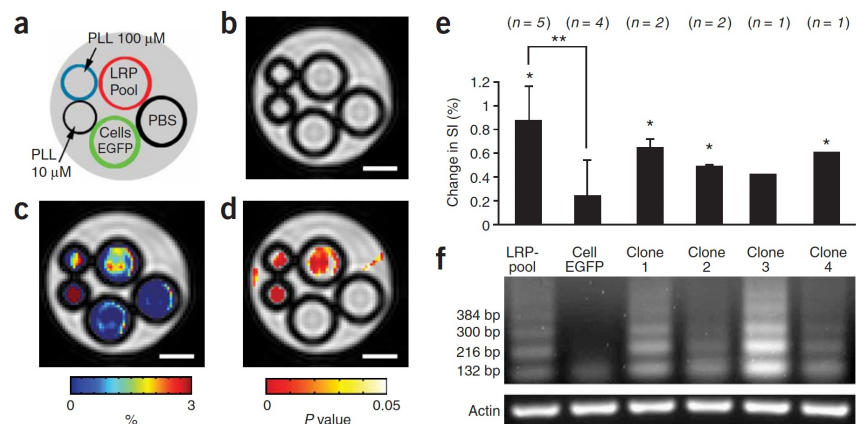 a
PLL 100 µM
LRP
Pool
PBS
Cells
EGFP
PLL
10 µM
b
c
0
3
%
d
0
0.05
P value
e
(n = 5)
(n = 4)
(n = 2)
(n = 2)
(n = 1)
(n = 1)
**
*
*
*
*
Change in SI (%)
1.2
1
0.8
0.6
0.4
0.2
0
LRP-
pool
Cell
EGFP
Clone
1
Clone
2
Clone
3
Clone
4
f
384 bp
300 bp
216 bp
132 bp
Actin